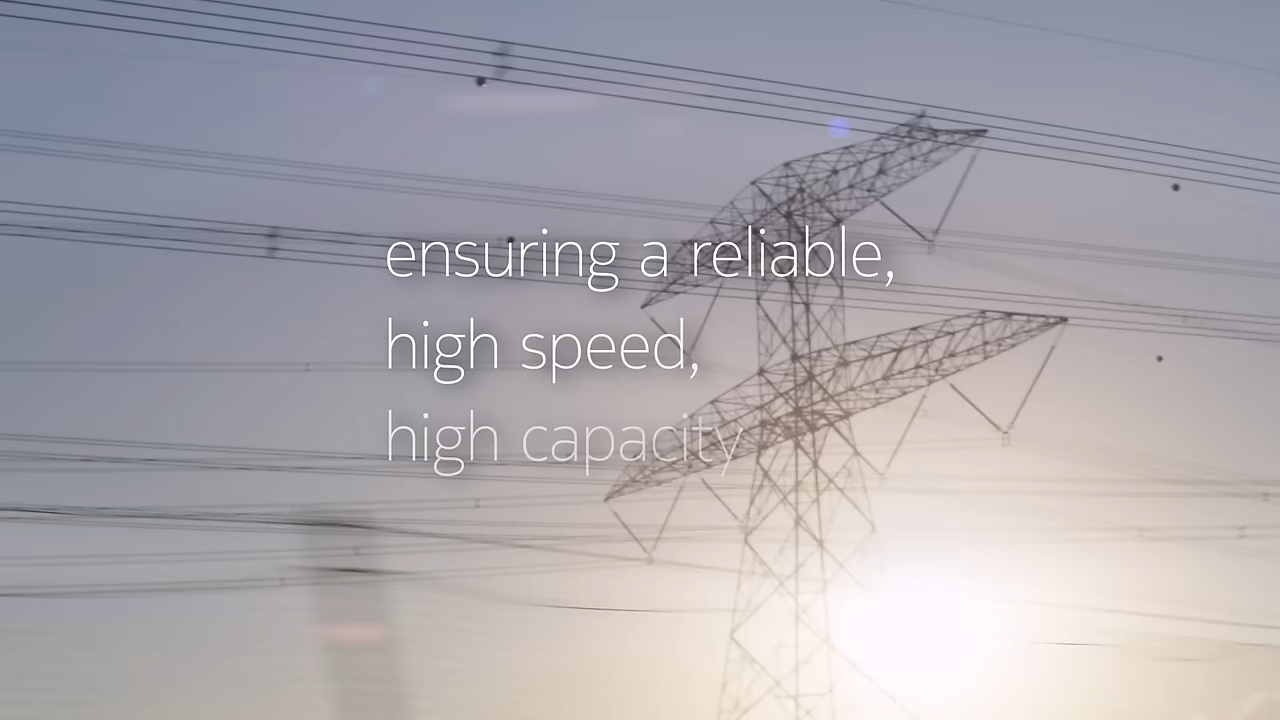 ensuring a reliable,
high speed,
high capacity